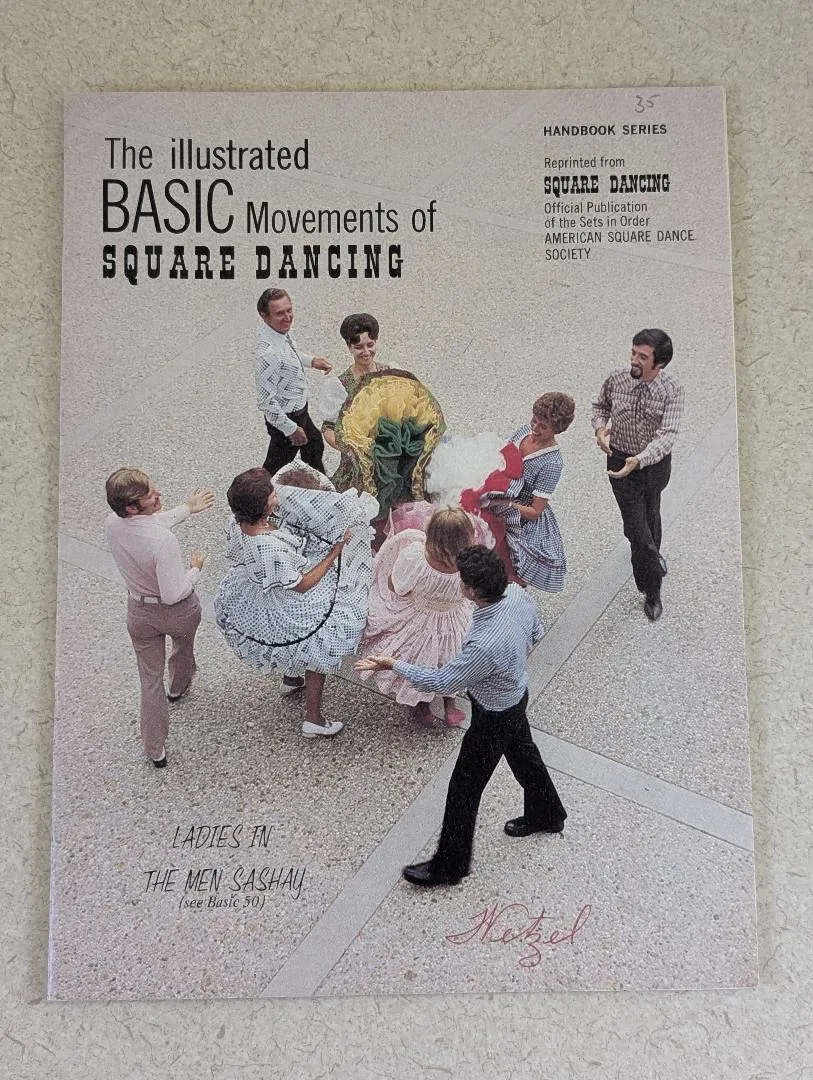 35
HANDBOOK SERIES
The illustrated
BASIC Movements of
SQUARE DANCING
Reprinted from
SQUARE DANCING
Official Publication
of the Sets in Order
AMERICAN SQUARE DANCE
SOCIETY
LADIES IN
THE MEN SASHAY
(see Basic 50)
Wetzel